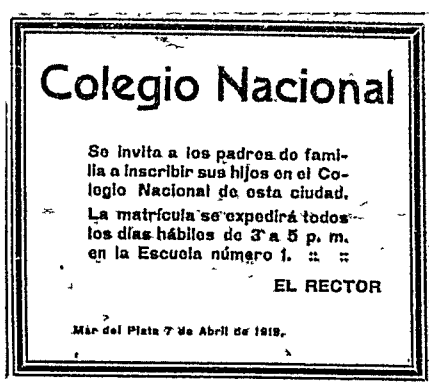 Colegio Nacional
Se invita a los padres de fami-
lia a inscribir sus hijos en el Co-
legio Nacional de esta ciudad.
La matrícula se expedirá todos
los días hábiles de 3 a 5 p. m.
en la Escuela número 1. :: ::
EL RECTOR
Mar del Plata 7 de Abril de 1919.